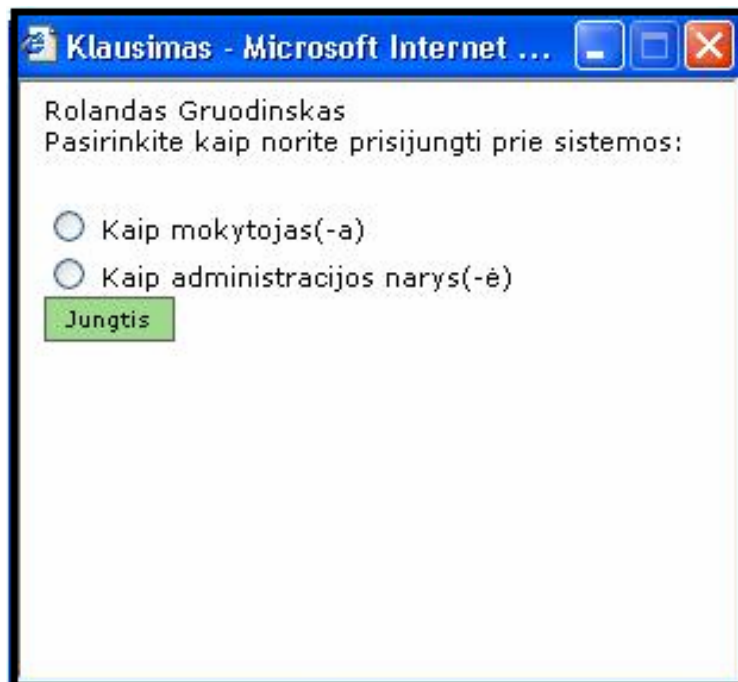 Klausimas - Microsoft Internet ...
Rolandas Gruodinskas
Pasirinkite kaip norite prisijungti prie sistemos:
Kaip mokytojas(-a)
Kaip administracijos narys(-ė)
Jungtis